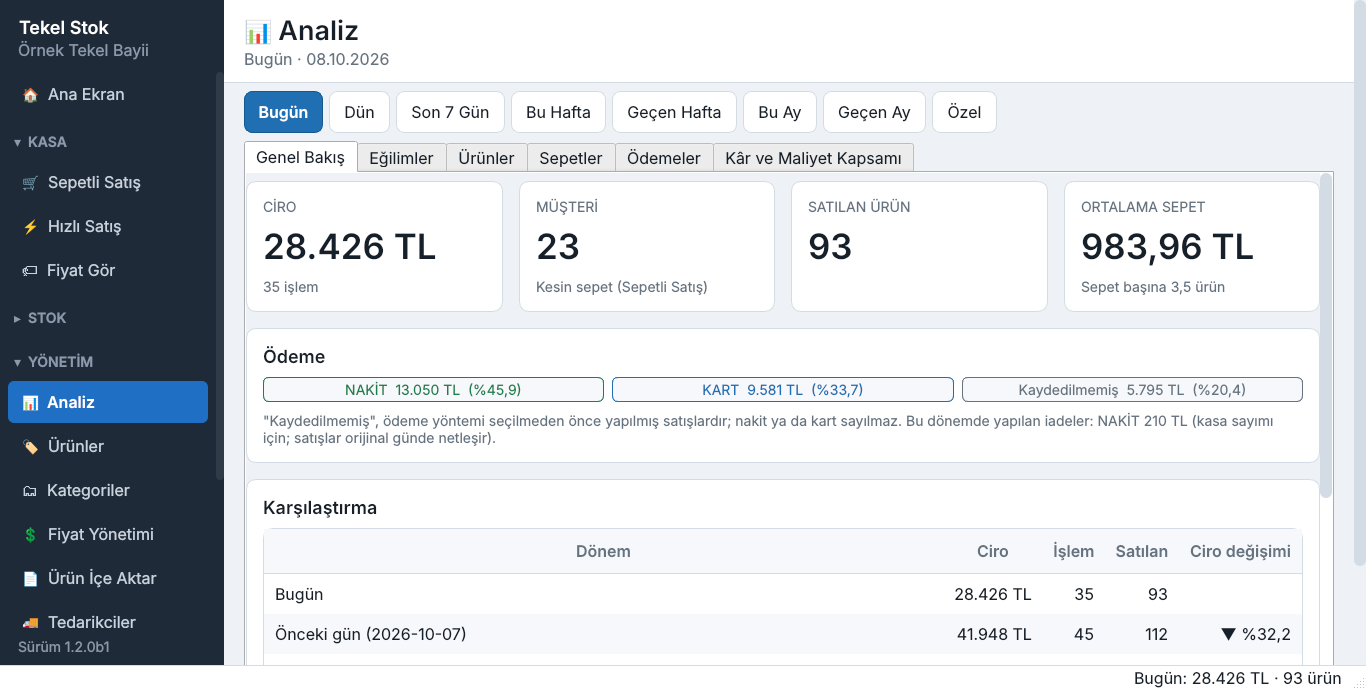 Tekel Stok
Örnek Tekel Bayii
Ana Ekran
KASA
Sepetli Satış
Hızlı Satış
Fiyat Gör
STOK
YÖNETİM
Analiz
Ürünler
Kategoriler
Fiyat Yönetimi
Ürün İçe Aktar
Tedarikciler
Sürüm 1.2.0b1
Analiz
Bugün · 08.10.2026
Bugün Dün Son 7 Gün Bu Hafta Geçen Hafta Bu Ay Geçen Ay Özel
Genel Bakış Eğilimler Ürünler Sepetler Ödemeler Kâr ve Maliyet Kapsamı
CİRO
28.426 TL
35 işlem
MÜŞTERİ
23
Kesin sepet (Sepetli Satış)
SATILAN ÜRÜN
93
ORTALAMA SEPET
983,96 TL
Sepet başına 3,5 ürün
Ödeme
NAKİT 13.050 TL (%45,9) KART 9.581 TL (%33,7) Kaydedilmemiş 5.795 TL (%20,4)
"Kaydedilmemiş", ödeme yöntemi seçilmeden önce yapılmış satışlardır; nakit ya da kart sayılmaz. Bu dönemde yapılan iadeler: NAKİT 210 TL (kasa sayımı
için; satışlar orijinal günde netleşir).
Karşılaştırma
Dönem Ciro İşlem Satılan Ciro değişimi
Bugün 28.426 TL 35 93
Önceki gün (2026-10-07) 41.948 TL 45 112 ▼ %32,2
Bugün: 28.426 TL · 93 ürün